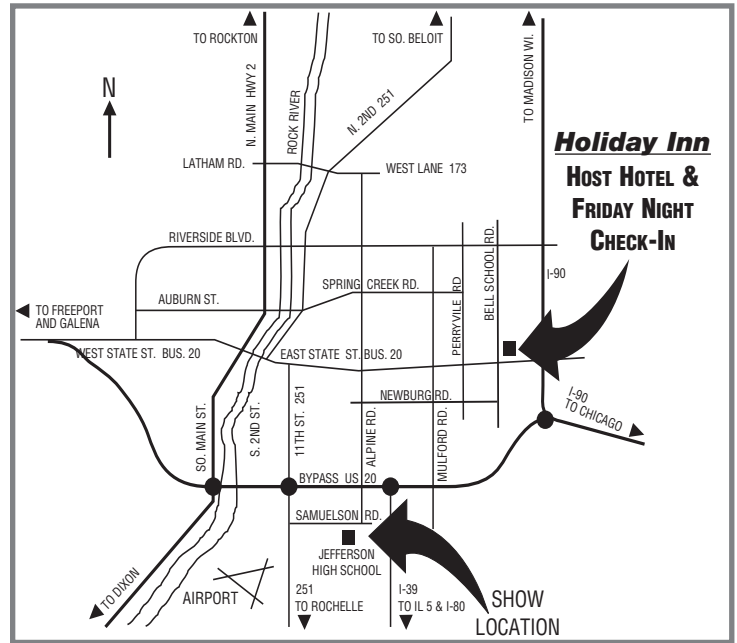 TO ROCKTON
TO SO. BELOIT
TO MADISON WI.
N
N. MAIN HWY 2
ROCK RIVER
N. 2ND 251
Holiday Inn
HOST HOTEL &
FRIDAY NIGHT
CHECK-IN
LATHAM RD.
WEST LANE 173
RIVERSIDE BLVD.
BELL SCHOOL RD.
I-90
SPRING CREEK RD.
PERRYVILE RD
AUBURN ST.
TO FREEPORT
AND GALENA
WEST STATE ST. BUS. 20
EAST STATE ST. BUS. 20
NEWBURG RD.
I-90
TO CHICAGO
SO. MAIN ST.
S. 2ND ST.
11TH ST. 251
ALPINE RD.
MULFORD RD.
BYPASS US 20
SAMUELSON RD.
JEFFERSON
HIGH SCHOOL
TO DIXON
AIRPORT
251
TO ROCHELLE
I-39
TO IL 5 & I-80
SHOW
LOCATION